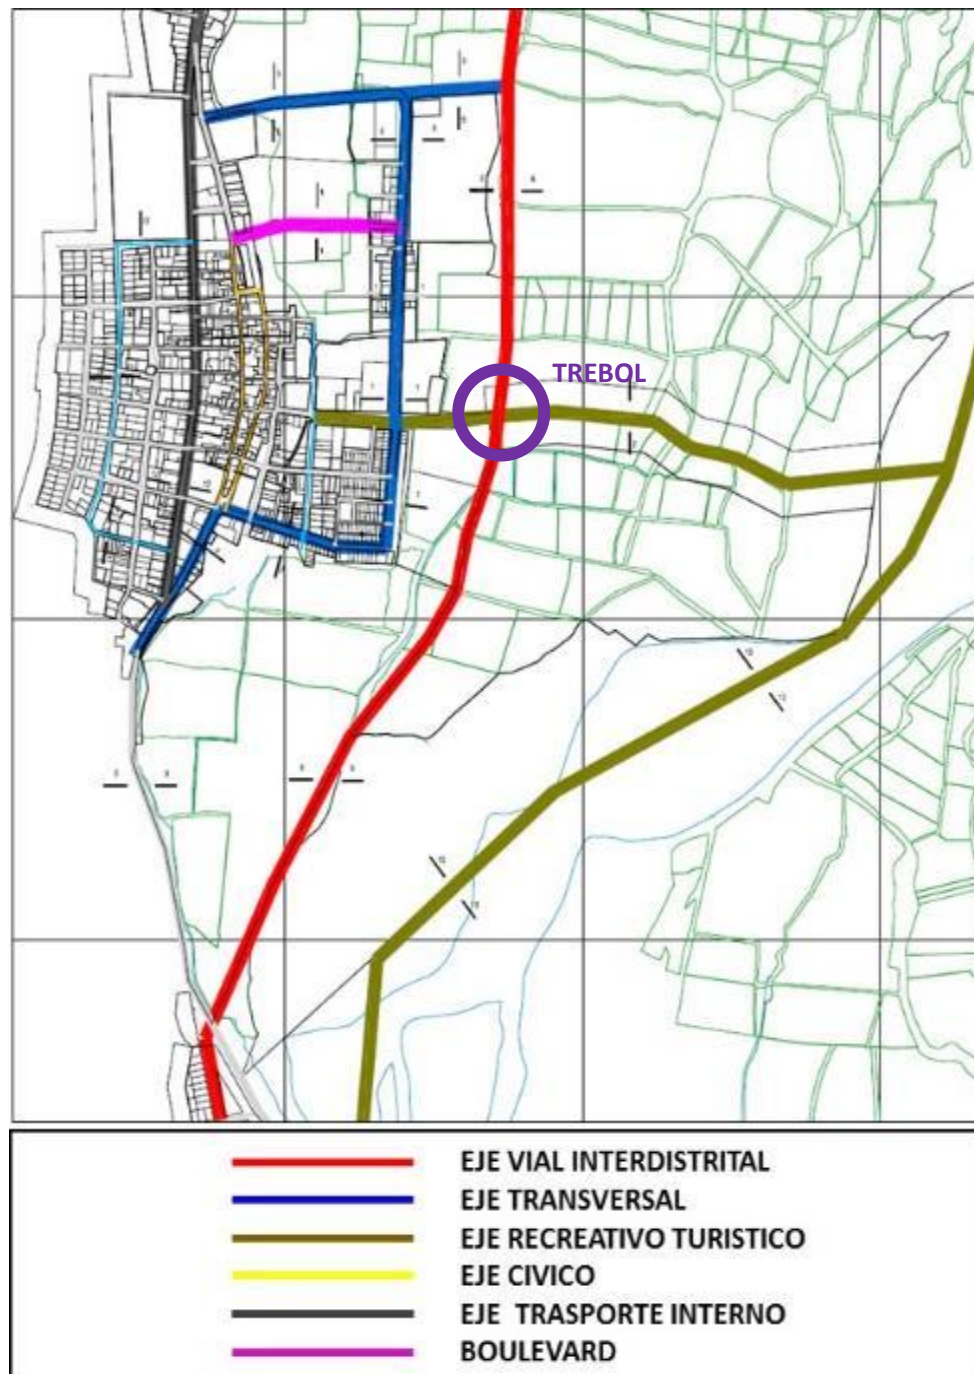 TREBOL
EJE VIAL INTERDISTRITAL
EJE TRANSVERSAL
EJE RECREATIVO TURISTICO
EJE CIVICO
EJE TRASPORTE INTERNO
BOULEVARD